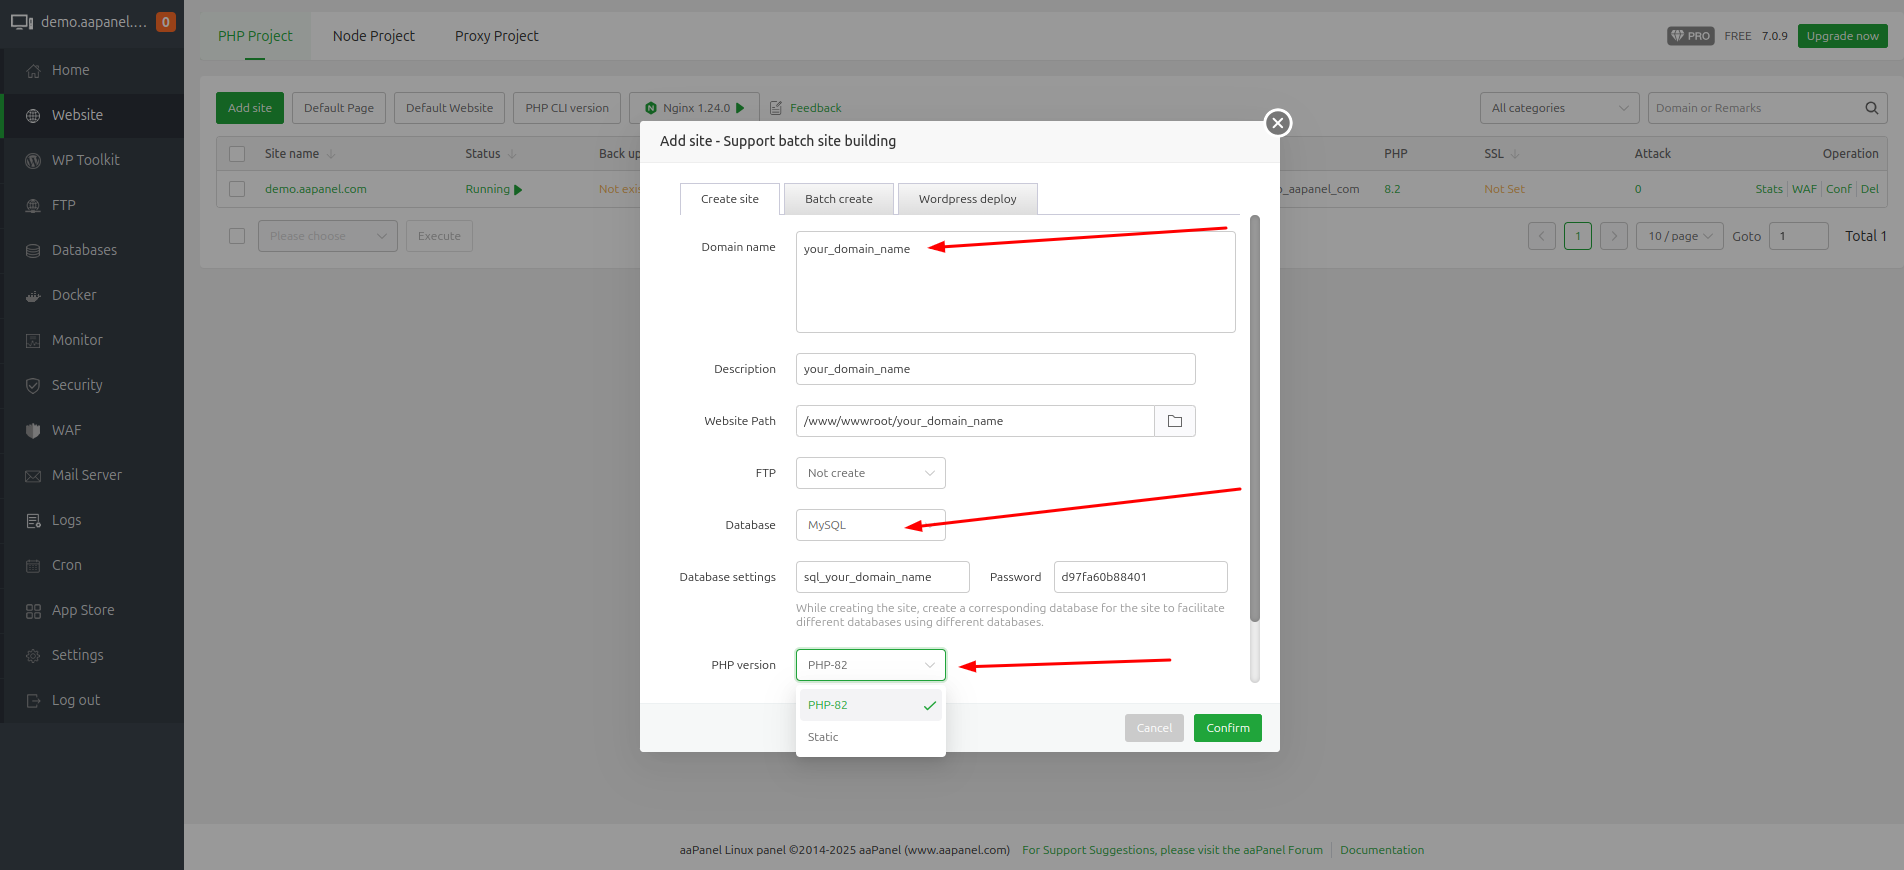 demo.aapanel.... 0
Home
Website
WP Toolkit
FTP
Databases
Docker
Monitor
Security
WAF
Mail Server
Logs
Cron
App Store
Settings
Log out
PHP Project Node Project Proxy Project
PRO FREE 7.0.9 Upgrade now
Add site Default Page Default Website PHP CLI version Nginx 1.24.0 Feedback
All categories Domain or Remarks
Site name Status Back up PHP SSL Attack Operation
demo.aapanel.com Running Not exi _aapanel_com 8.2 Not Set 0 Stats WAF Conf Del
Please choose Execute
1 10 / page Goto 1 Total 1
Add site - Support batch site building
Create site Batch create Wordpress deploy
Domain name your_domain_name
Description your_domain_name
Website Path /www/wwwroot/your_domain_name
FTP Not create
Database MySQL
Database settings sql_your_domain_name Password d97fa60b88401
While creating the site, create a corresponding database for the site to facilitate
different databases using different databases.
PHP version PHP-82
PHP-82
Static
Cancel Confirm
aaPanel Linux panel ©2014-2025 aaPanel (www.aapanel.com) For Support Suggestions, please visit the aaPanel Forum Documentation